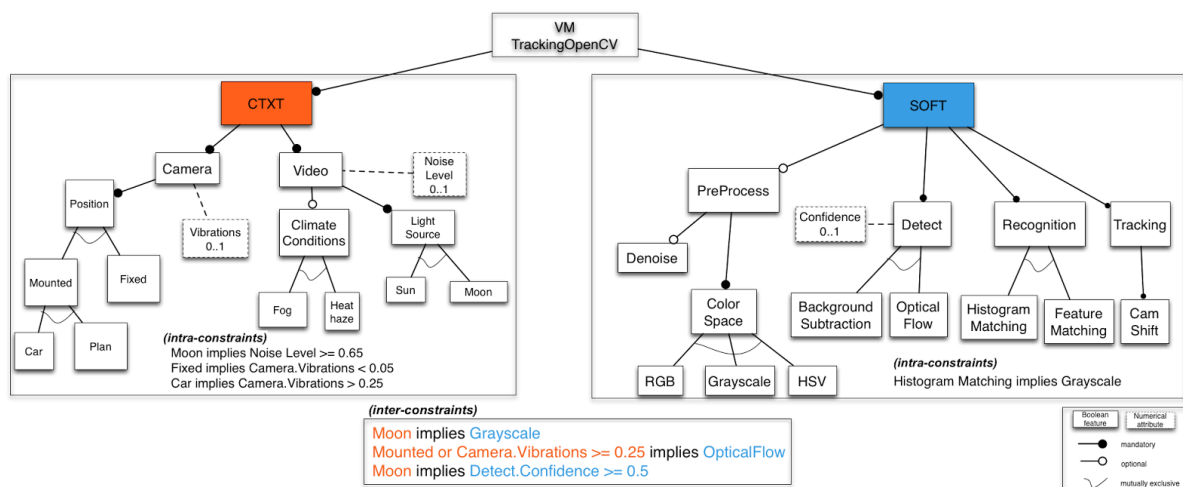 VM
TrackingOpenCV
CTXT
Camera
Video
Noise
Level
0..1
Position
Vibrations
0..1
Climate
Conditions
Light
Source
Mounted
Fixed
Fog
Heat
haze
Sun
Moon
Car
Plan
(intra-constraints)
Moon implies Noise Level >= 0.65
Fixed implies Camera.Vibrations < 0.05
Car implies Camera.Vibrations > 0.25
SOFT
PreProcess
Confidence
0..1
Detect
Recognition
Tracking
Denoise
Color
Space
Background
Subtraction
Optical
Flow
Histogram
Matching
Feature
Matching
Cam
Shift
RGB
Grayscale
HSV
(intra-constraints)
Histogram Matching implies Grayscale
(inter-constraints)
Moon implies Grayscale
Mounted or Camera.Vibrations >= 0.25 implies OpticalFlow
Moon implies Detect.Confidence >= 0.5
Boolean
feature
Numerical
attribute
mandatory
optional
mutually exclusive